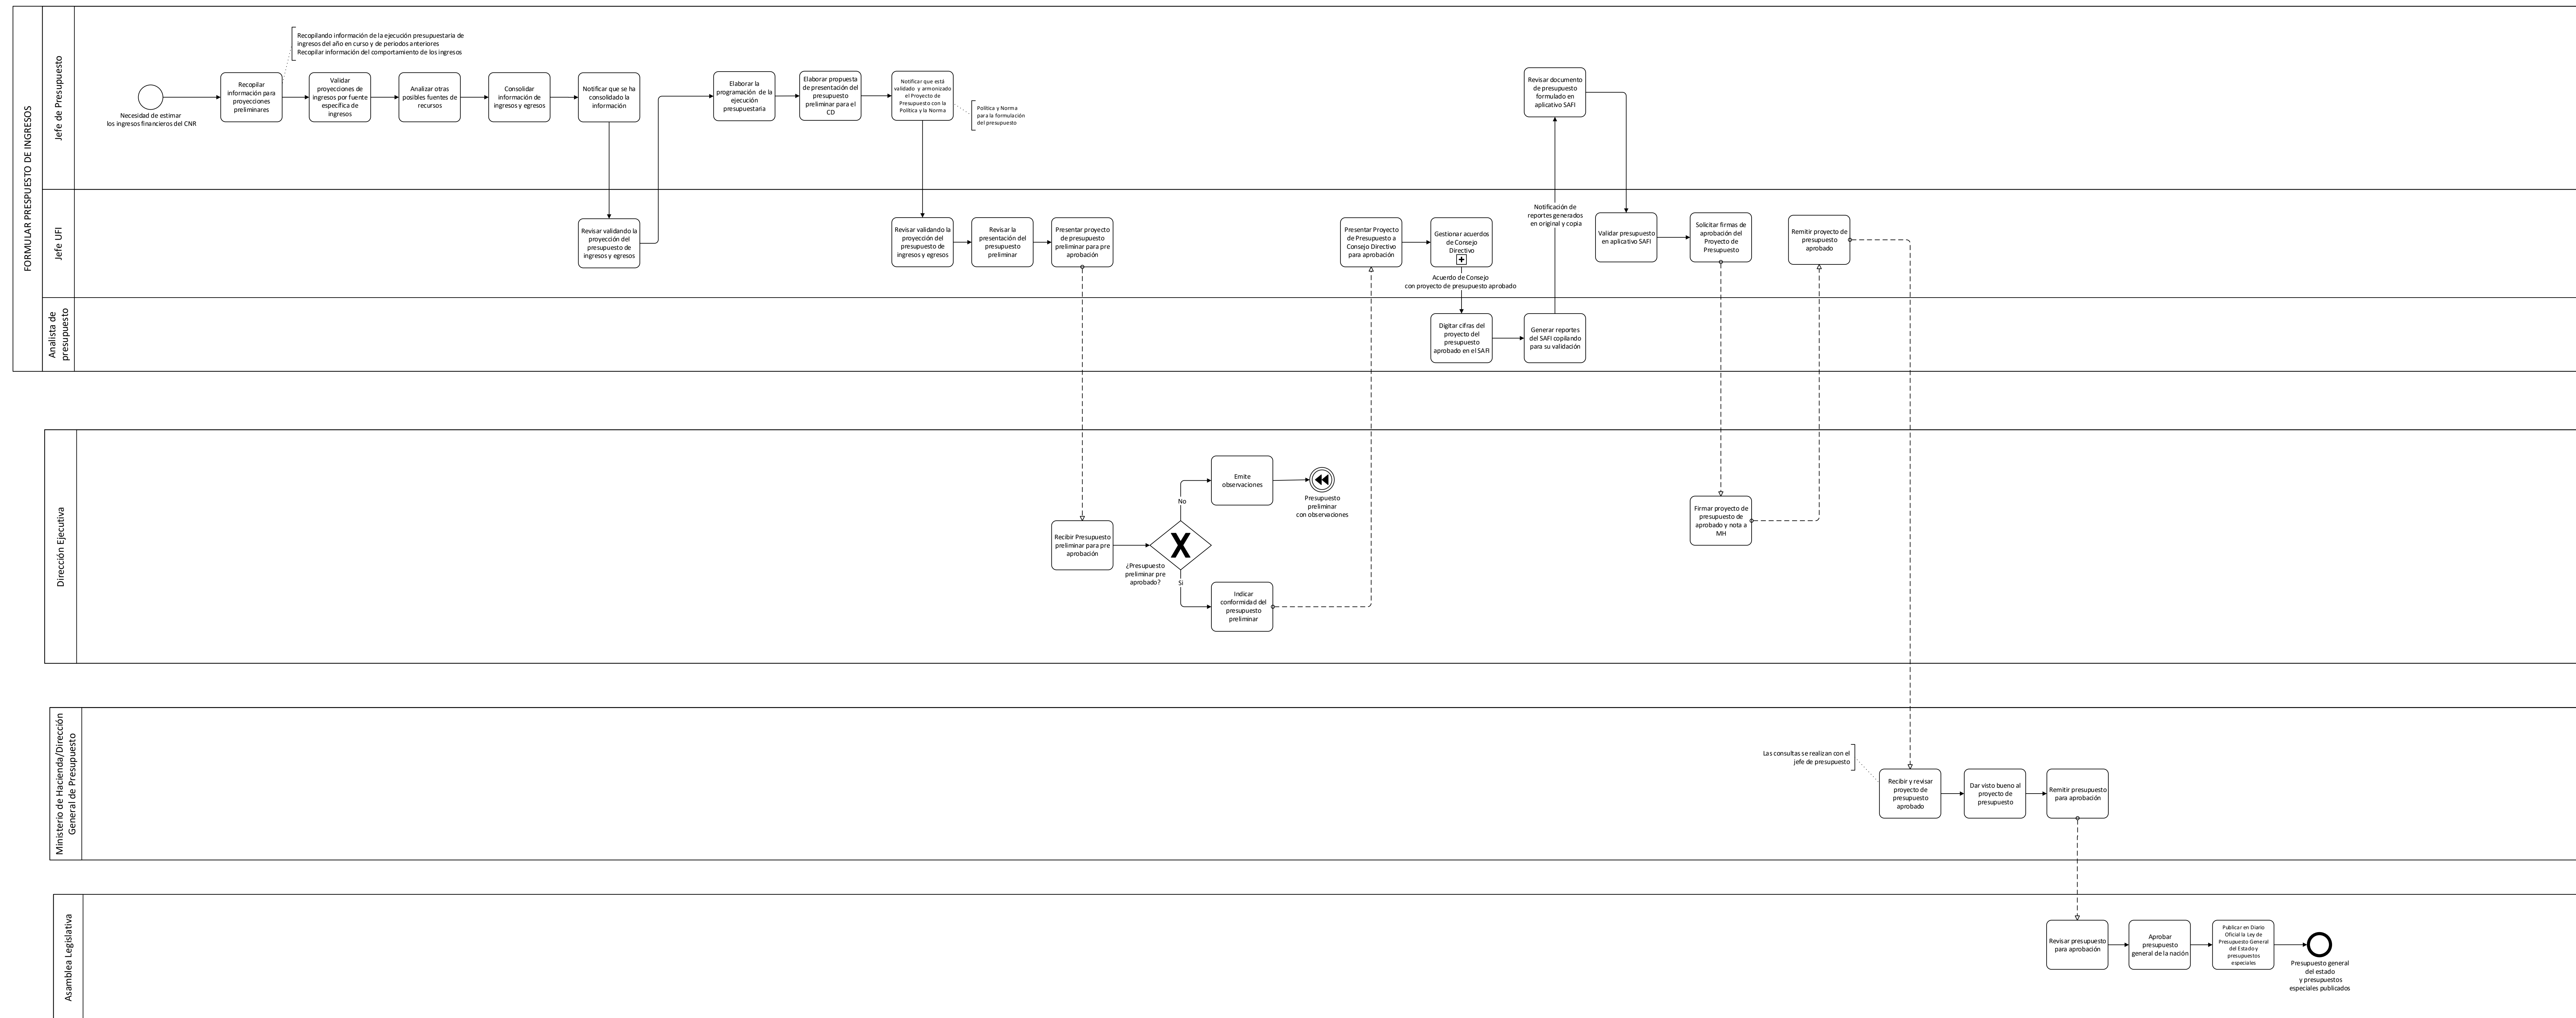 FORMULAR PRESPUESTO DE INGRESOS
Jefe de Presupuesto
Recopilando información de la ejecución presupuestaria de
ingresos del año en curso y de periodos anteriores
Recopilar información del comportamiento de los ingresos
Necesidad de estimar
los ingresos financieros del CNR
Recopilar
información para
proyecciones
preliminares
Validar
proyecciones de
ingresos por fuente
específica de
ingresos
Analizar otras
posibles fuentes de
recursos
Consolidar
información de
ingresos y egresos
Notificar que se ha
consolidado la
información
Elaborar la
programación de la
ejecución
presupuestaria
Elaborar propuesta
de presentación del
presupuesto
preliminar para el
CD
Notificar que está
validado y armonizado
el Proyecto de
Presupuesto con la
Política y la Norma
Política y Norma
para la formulación
del presupuesto
Revisar documento
de presupuesto
formulado en
aplicativo SAFI
Jefe UFI
Revisar validando la
proyección del
presupuesto de
ingresos y egresos
Revisar validando la
proyección del
presupuesto de
ingresos y egresos
Revisar la
presentación del
presupuesto
preliminar
Presentar proyecto
de presupuesto
preliminar para pre
aprobación
Presentar Proyecto
de Presupuesto a
Consejo Directivo
para aprobación
Gestionar acuerdos
de Consejo
Directivo
Acuerdo de Consejo
con proyecto de presupuesto aprobado
Notificación de
reportes generados
en original y copia
Validar presupuesto
en aplicativo SAFI
Solicitar firmas de
aprobación del
Proyecto de
Presupuesto
Remitir proyecto de
presupuesto
aprobado
Analista de
presupuesto
Digitar cifras del
proyecto del
presupuesto
aprobado en el SAFI
Generar reportes
del SAFI copilando
para su validación
Dirección Ejecutiva
Recibir Presupuesto
preliminar para pre
aprobación
¿Presupuesto
preliminar pre
aprobado?
No
Emite
observaciones
Presupuesto
preliminar
con observaciones
Si
Indicar
conformidad del
presupuesto
preliminar
Firmar proyecto de
presupuesto de
aprobado y nota a
MH
Ministerio de Hacienda/Dirección
General de Presupuesto
Las consultas se realizan con el
jefe de presupuesto
Recibir y revisar
proyecto de
presupuesto
aprobado
Dar visto bueno al
proyecto de
presupuesto
Remitir presupuesto
para aprobación
Asamblea Legislativa
Revisar presupuesto
para aprobación
Aprobar
presupuesto
general de la nación
Publicar en Diario
Oficial la Ley de
Presupuesto General
del Estado y
presupuestos
especiales
Presupuesto general
del estado
y presupuestos
especiales publicados